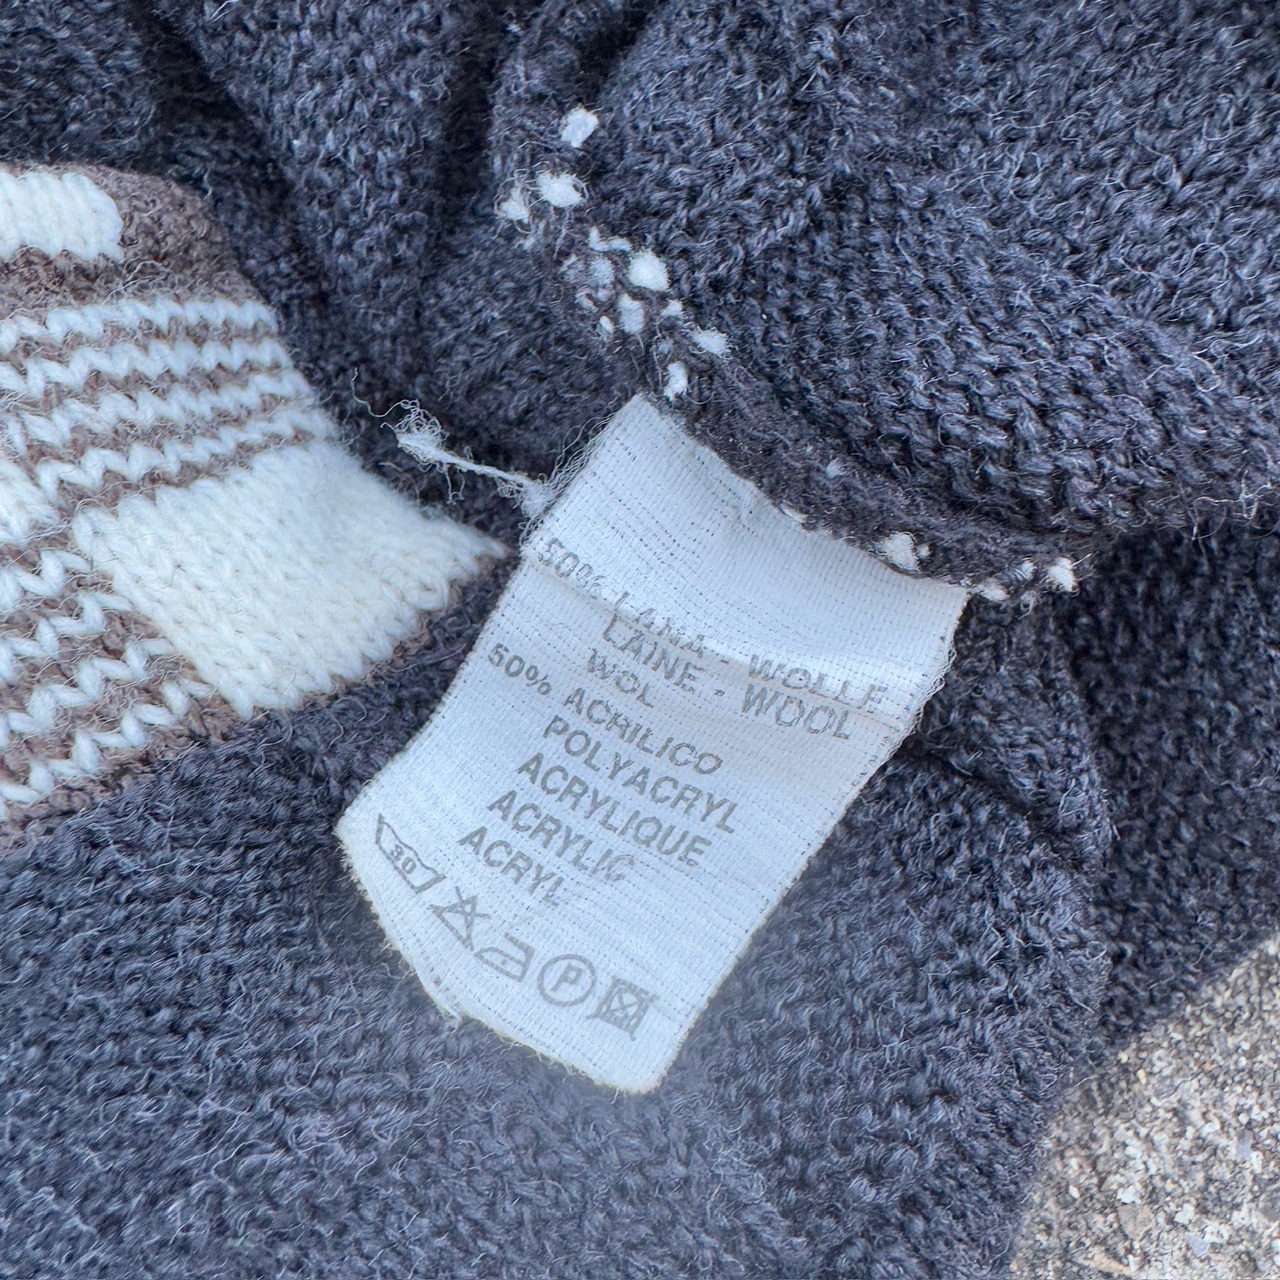 50% LANA - WOLLE
LAINE - WOOL
WOL
50% ACRILICO
POLYACRYL
ACRYLIQUE
ACRYLIC
ACRYL
30
P